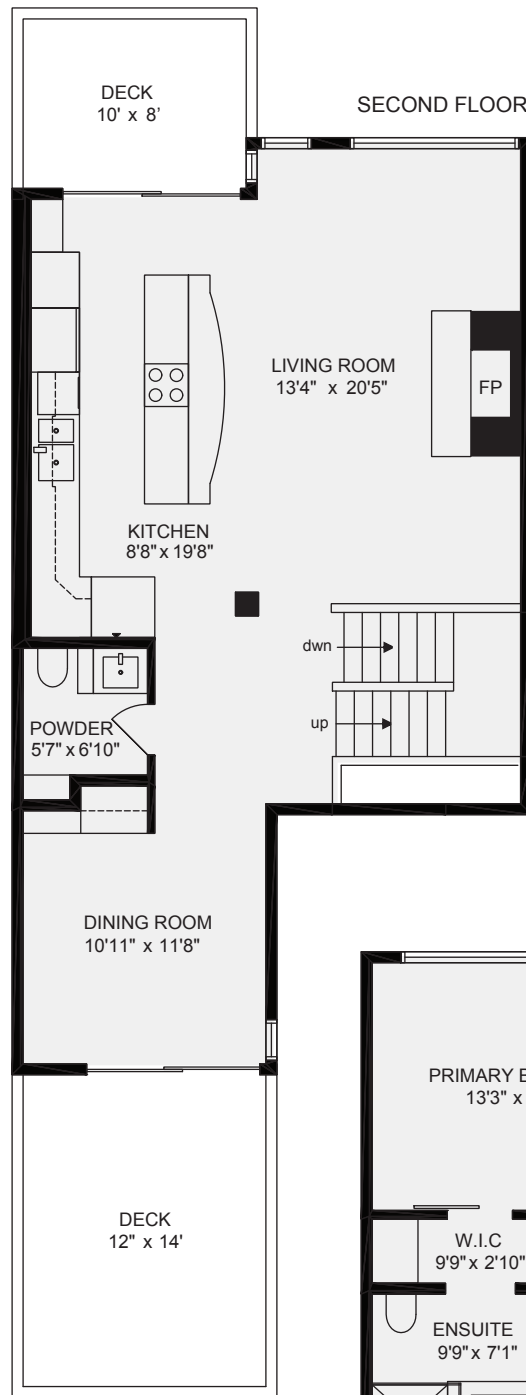 DECK
10' x 8’
SECOND FLOOR
LIVING ROOM
13'4" x 20'5"
FP
KITCHEN
8'8" x 19'8"
dwn
up
POWDER
5'7" x 6'10"
DINING ROOM
10'11" x 11'8"
PRIMARY B
13'3" x
DECK
12" x 14'
W.I.C
9'9" x 2'10"
ENSUITE
9'9" x 7'1"